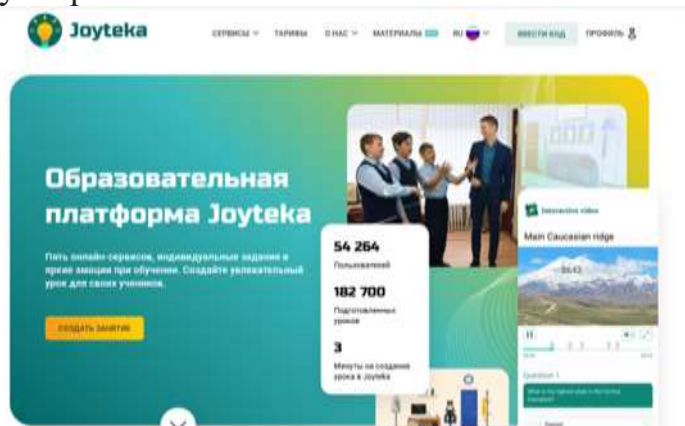 Joyteka
СЕРВИСЫ ТАРИФЫ О НАС МАТЕРИАЛЫ RU ВВЕСТИ КОД ПРОФИЛЬ
Образовательная
платформа Joyteka
Пять онлайн-сервисов, индивидуальные задания и
яркие эмоции при обучении. Создайте увлекательный
урок для своих учеников.
СОЗДАТЬ ЗАНЯТИЕ
54 264
Пользователей
182 700
Подготовленных
уроков
3
Минуты на создание
урока в Joyteka
Interactive video
Main Caucasian ridge
Question 1